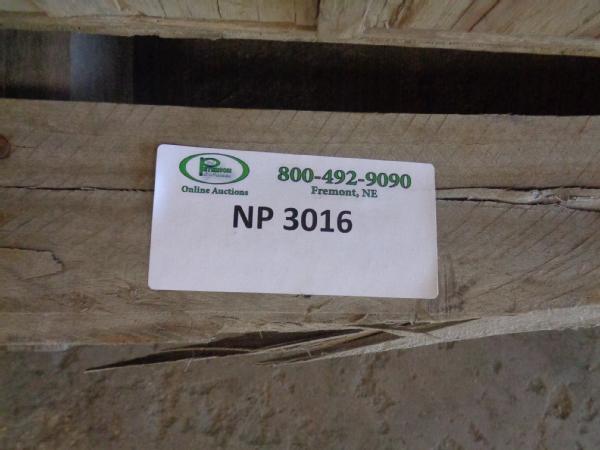 Online Auctions
800-492-9090
Fremont, NE
NP 3016